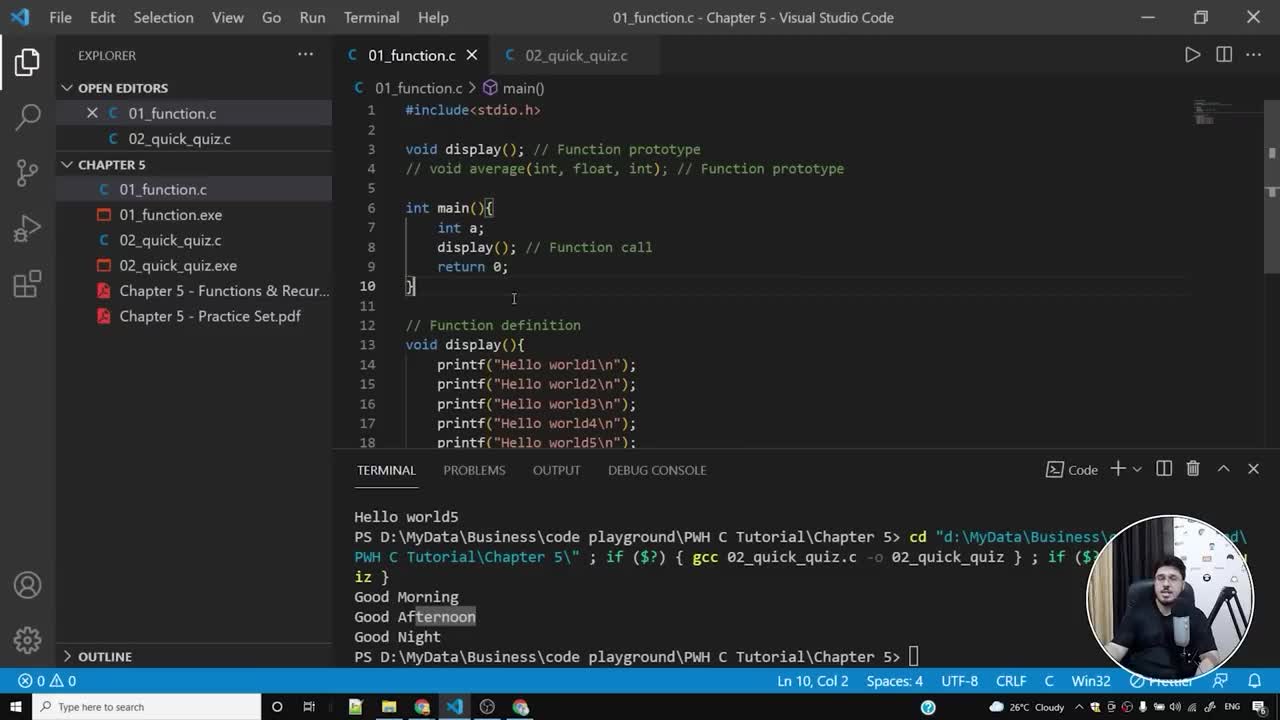 File Edit Selection View Go Run Terminal Help 01_function.c - Chapter 5 - Visual Studio Code
EXPLORER
OPEN EDITORS
01_function.c
02_quick_quiz.c
CHAPTER 5
01_function.c
01_function.exe
02_quick_quiz.c
02_quick_quiz.exe
Chapter 5 - Functions & Recur...
Chapter 5 - Practice Set.pdf
OUTLINE
C 01_function.c C 02_quick_quiz.c
C 01_function.c > main()
1 #include<stdio.h>
2
3 void display(); // Function prototype
4 // void average(int, float, int); // Function prototype
5
6 int main(){
7 int a;
8 display(); // Function call
9 return 0;
10 }
11
12 // Function definition
13 void display(){
14 printf("Hello world1\n");
15 printf("Hello world2\n");
16 printf("Hello world3\n");
17 printf("Hello world4\n");
18 printf("Hello world5\n");
TERMINAL PROBLEMS OUTPUT DEBUG CONSOLE Code
Hello world5
PS D:\MyData\Business\code playground\PWH C Tutorial\Chapter 5> cd "d:\MyData\Business\
PWH C Tutorial\Chapter 5\" ; if ($?) { gcc 02_quick_quiz.c -o 02_quick_quiz } ; if ($
iz }
Good Morning
Good Afternoon
Good Night
PS D:\MyData\Business\code playground\PWH C Tutorial\Chapter 5>
0 0 Ln 10, Col 2 Spaces: 4 UTF-8 CRLF C Win32 Prettier
Type here to search 26°C Cloudy ENG